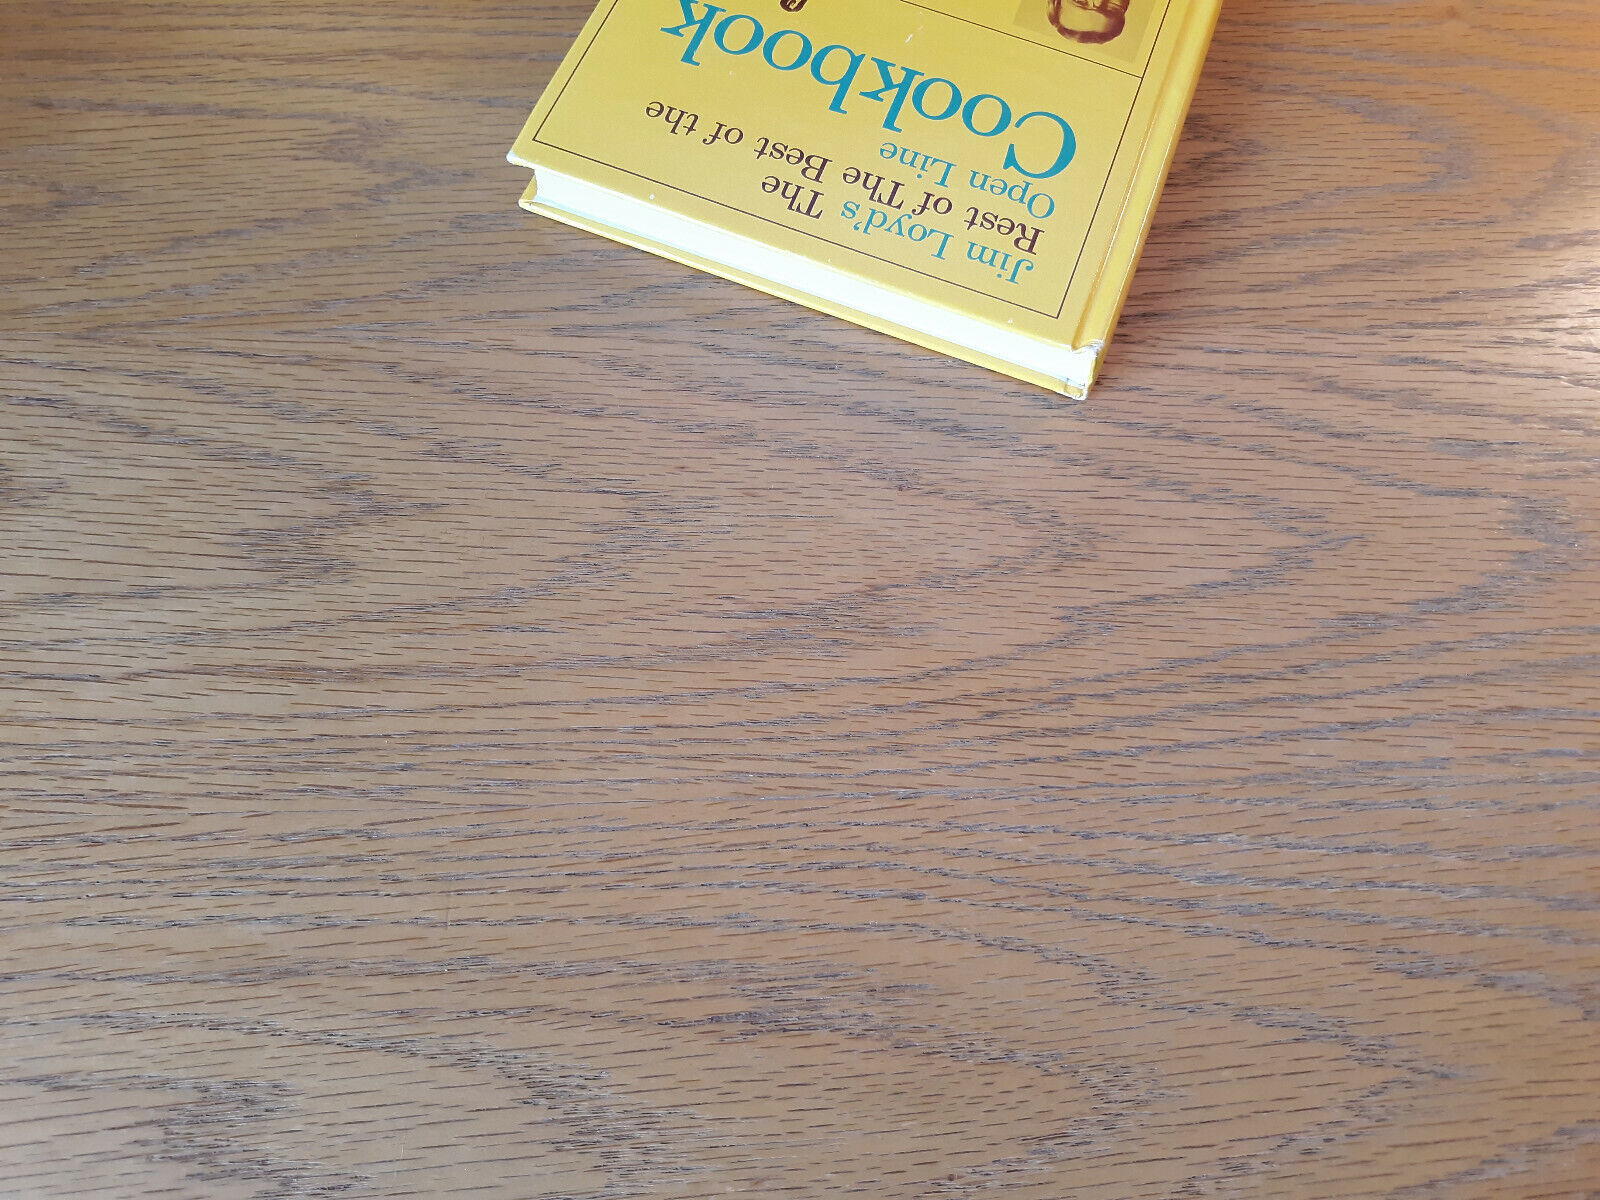 Jim Loyd's The
Rest of The Best of the
Open Line
Cookbook